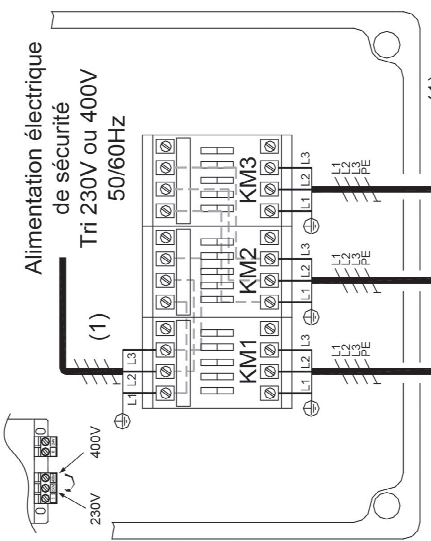 Alimentation électrique
de sécurité
Tri 230V ou 400V
50/60Hz
(1)
0
0
400V
230V
L1
L2
L3
KM1
KM2
KM3
L1
L2
L3
L1
L2
L3
L1
L2
L3
L1
L2
L3
PE
L1
L2
L3
PE
L1
L2
L3
PE